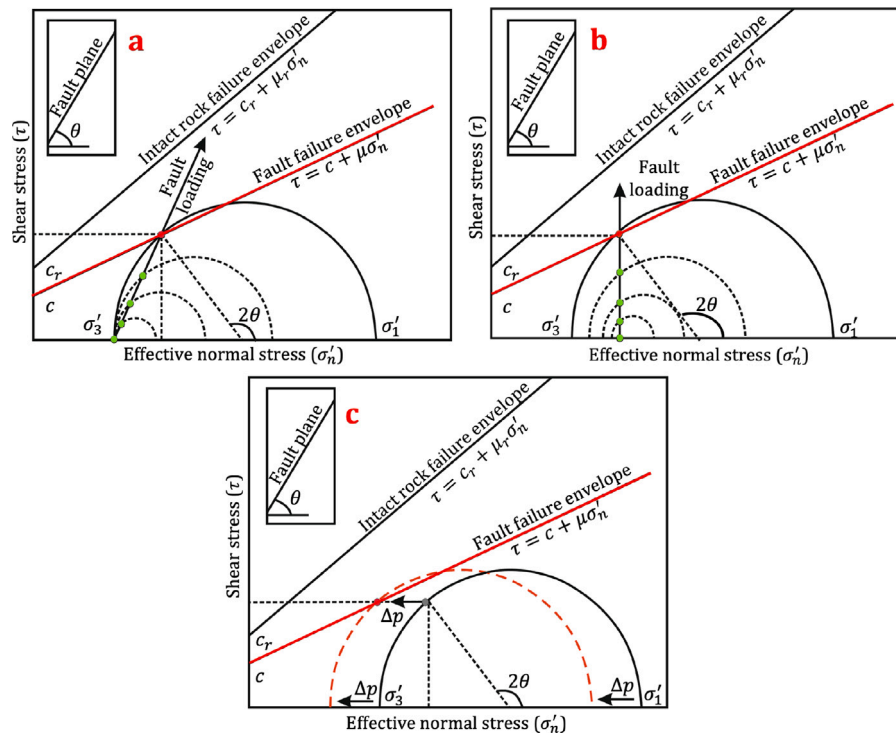 a
Fault plane
θ
Intact rock failure envelope
τ = c_r + μ_rσ′_n
Fault failure envelope
τ = c + μσ′_n
Fault
loading
Shear stress (τ)
c_r
c
σ′_3
2θ
σ′_1
Effective normal stress (σ′_n)
b
Fault plane
θ
Intact rock failure envelope
τ = c_r + μ_rσ′_n
Fault failure envelope
τ = c + μσ′_n
Fault
loading
Shear stress (τ)
c_r
c
σ′_3
2θ
σ′_1
Effective normal stress (σ′_n)
c
Fault plane
θ
Intact rock failure envelope
τ = c_r + μ_rσ′_n
Fault failure envelope
τ = c + μσ′_n
Shear stress (τ)
Δp
c_r
c
Δp
σ′_3
2θ
Δp
σ′_1
Effective normal stress (σ′_n)